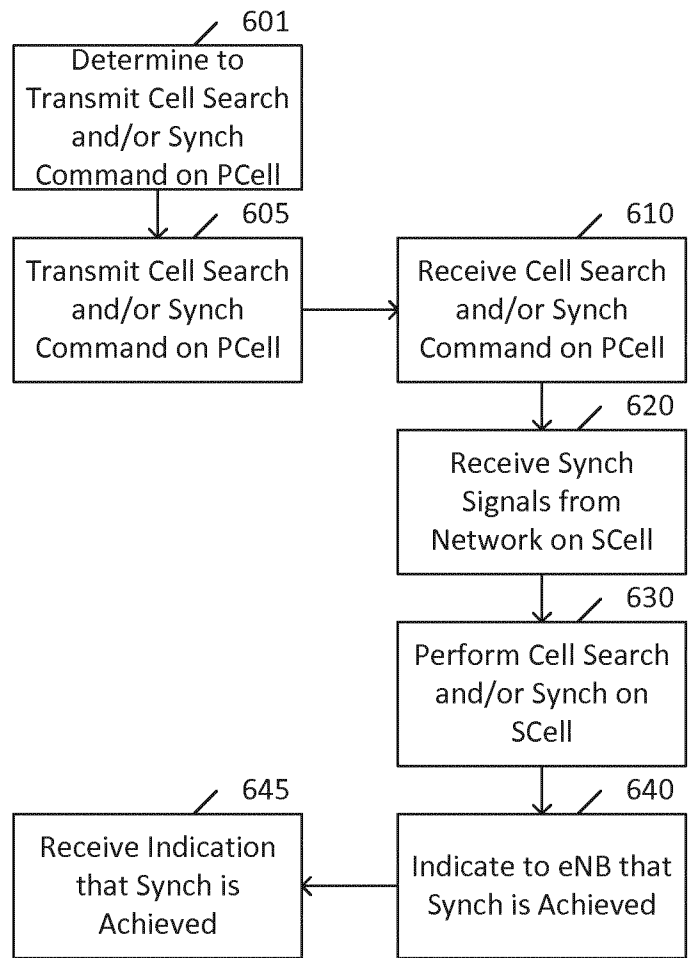 601
Determine to
Transmit Cell Search
and/or Synch
Command on PCell
605
Transmit Cell Search
and/or Synch
Command on PCell
610
Receive Cell Search
and/or Synch
Command on PCell
620
Receive Synch
Signals from
Network on SCell
630
Perform Cell Search
and/or Synch on
SCell
640
Indicate to eNB that
Synch is Achieved
645
Receive Indication
that Synch is
Achieved